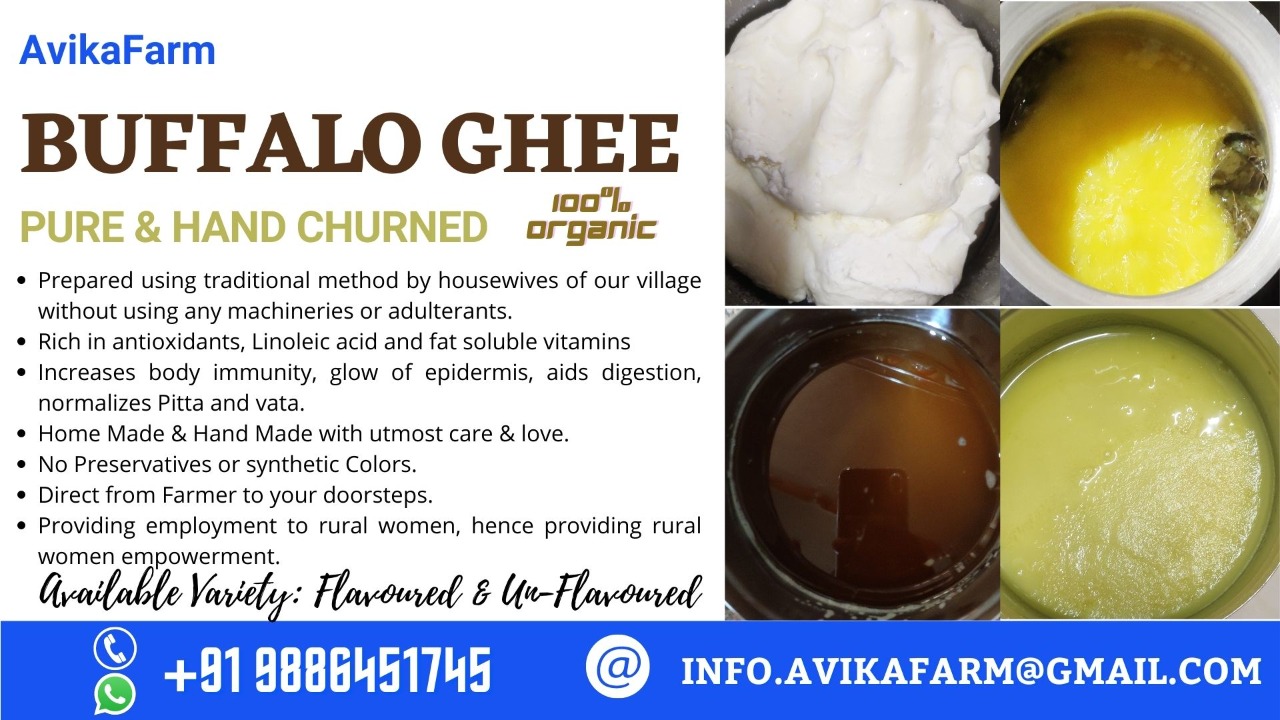 AvikaFarm
BUFFALO GHEE
PURE & HAND CHURNED
100%
organic
Prepared using traditional method by housewives of our village
without using any machineries or adulterants.
Rich in antioxidants, Linoleic acid and fat soluble vitamins
Increases body immunity, glow of epidermis, aids digestion,
normalizes Pitta and vata.
Home Made & Hand Made with utmost care & love.
No Preservatives or synthetic Colors.
Direct from Farmer to your doorsteps.
Providing employment to rural women, hence providing rural
women empowerment.
Available Variety: Flavoured & Un-Flavoured
+91 9886451745
@ INFO.AVIKAFARM@GMAIL.COM